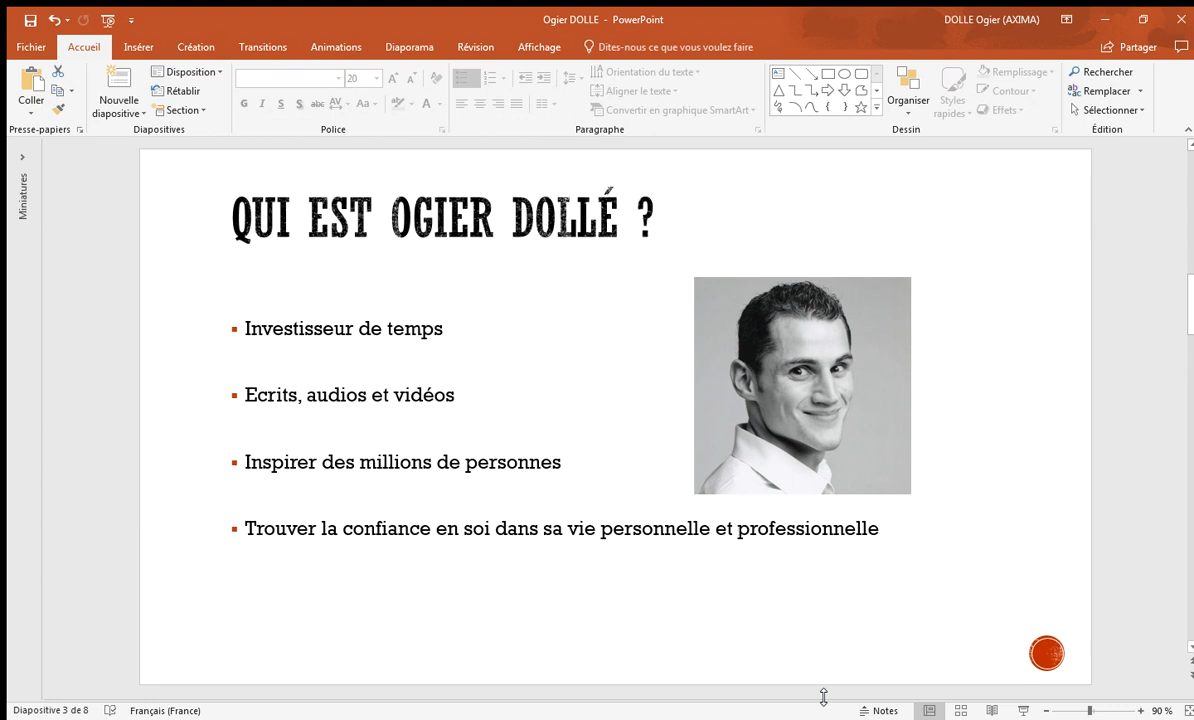 Ogier DOLLE - PowerPoint
DOLLE Ogier (AXIMA)
Fichier Accueil Insérer Création Transitions Animations Diaporama Révision Affichage Dites-nous ce que vous voulez faire Partager
Coller
Presse-papiers
Nouvelle diapositive
Disposition
Rétablir
Section
Diapositives
20
G I S S abc AV Aa A
Police
Orientation du texte
Aligner le texte
Convertir en graphique SmartArt
Paragraphe
Organiser
Styles rapides
Remplissage
Contour
Effets
Dessin
Rechercher
Remplacer
Sélectionner
Édition
Miniatures
QUI EST OGIER DOLLÉ ?
Investisseur de temps
Ecrits, audios et vidéos
Inspirer des millions de personnes
Trouver la confiance en soi dans sa vie personnelle et professionnelle
Diapositive 3 de 8 Français (France) Notes 90 %